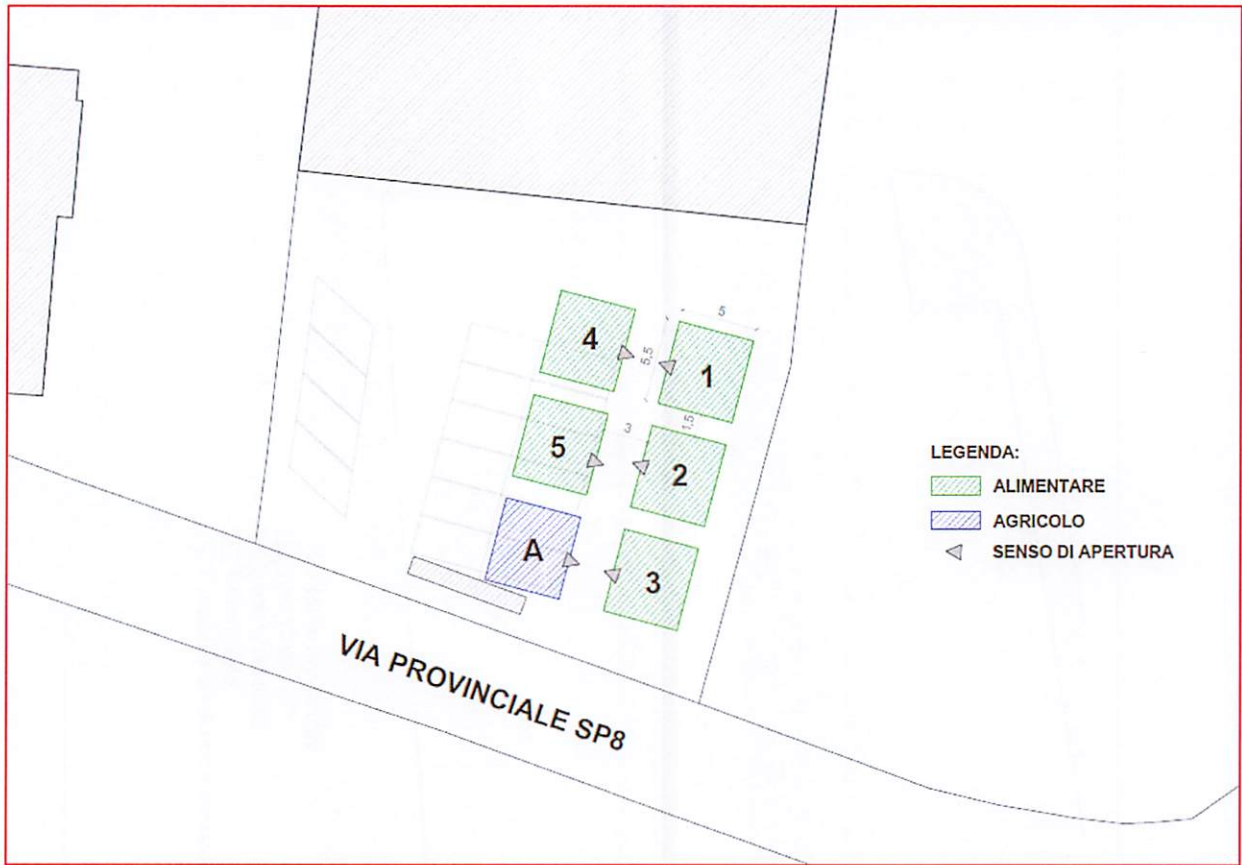 5
4
5,5
1
1,5
5
3
2
A
3
LEGENDA:
ALIMENTARE
AGRICOLO
SENSO DI APERTURA
VIA PROVINCIALE SP8